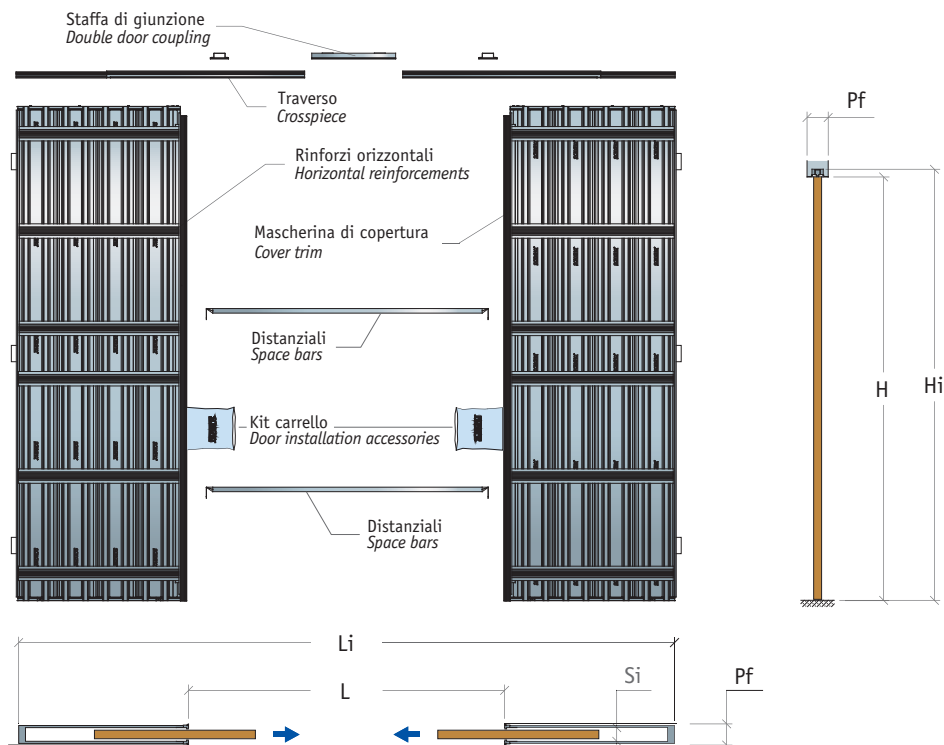 Staffa di giunzione
Double door coupling
Traverso
Crosspiece
Pf
Rinforzi orizzontali
Horizontal reinforcements
Mascherina di copertura
Cover trim
Distanziali
Space bars
H
Hi
Kit carrello
Door installation accessories
Distanziali
Space bars
Li
L
Si
Pf